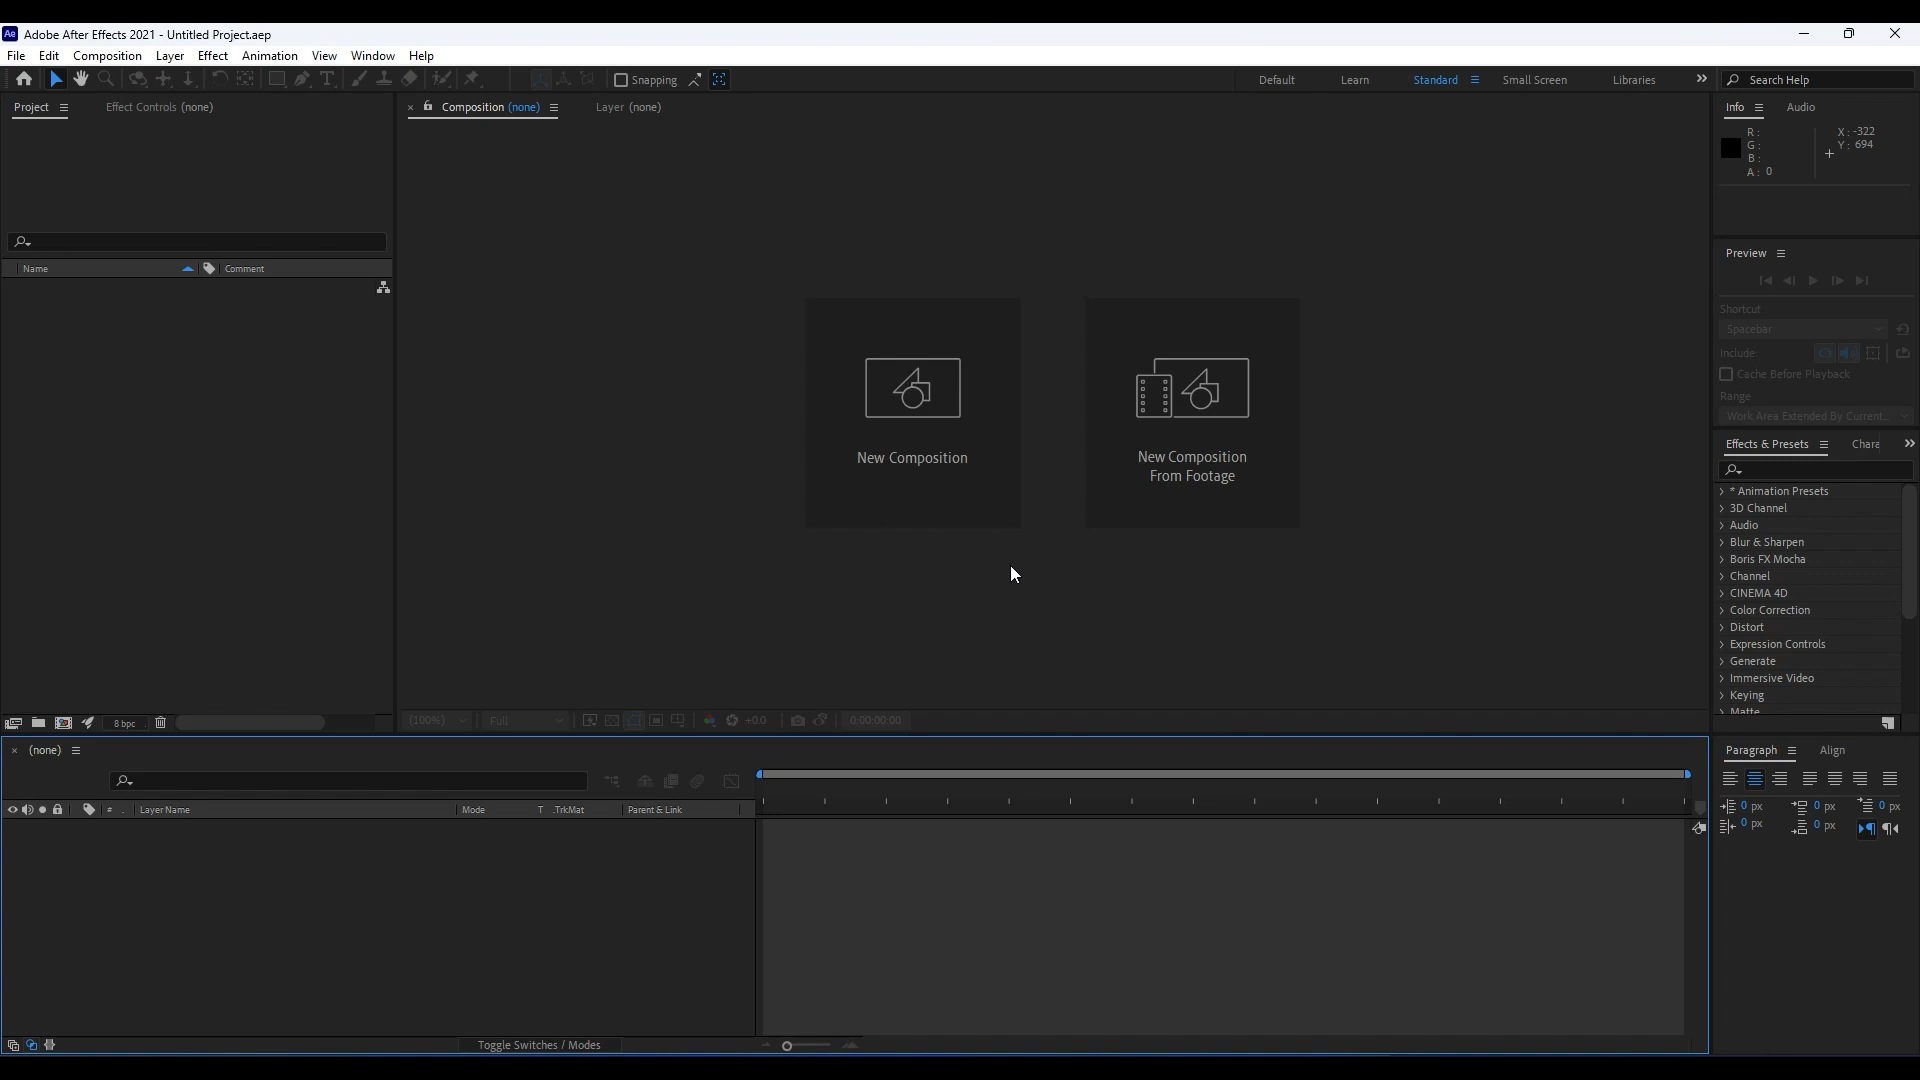 Ae Adobe After Effects 2021 - Untitled Project.aep
File Edit Composition Layer Effect Animation View Window Help
Snapping
Default Learn Standard Small Screen Libraries
Search Help
Project
Effect Controls (none)
Composition (none)
Layer (none)
Name
Comment
8 bpc
New Composition
New Composition
From Footage
(100%)
Full
+0.0
0:00:00:00
Info
Audio
R:
G:
B:
A: 0
X: -322
Y: 694
Preview
Shortcut
Spacebar
Include:
Cache Before Playback
Range
Work Area Extended By Current...
Effects & Presets
Chara
* Animation Presets
3D Channel
Audio
Blur & Sharpen
Boris FX Mocha
Channel
CINEMA 4D
Color Correction
Distort
Expression Controls
Generate
Immersive Video
Keying
Matte
(none)
# . Layer Name
Mode
T .TrkMat
Parent & Link
Toggle Switches / Modes
Paragraph
Align
0 px 0 px 0 px
0 px 0 px